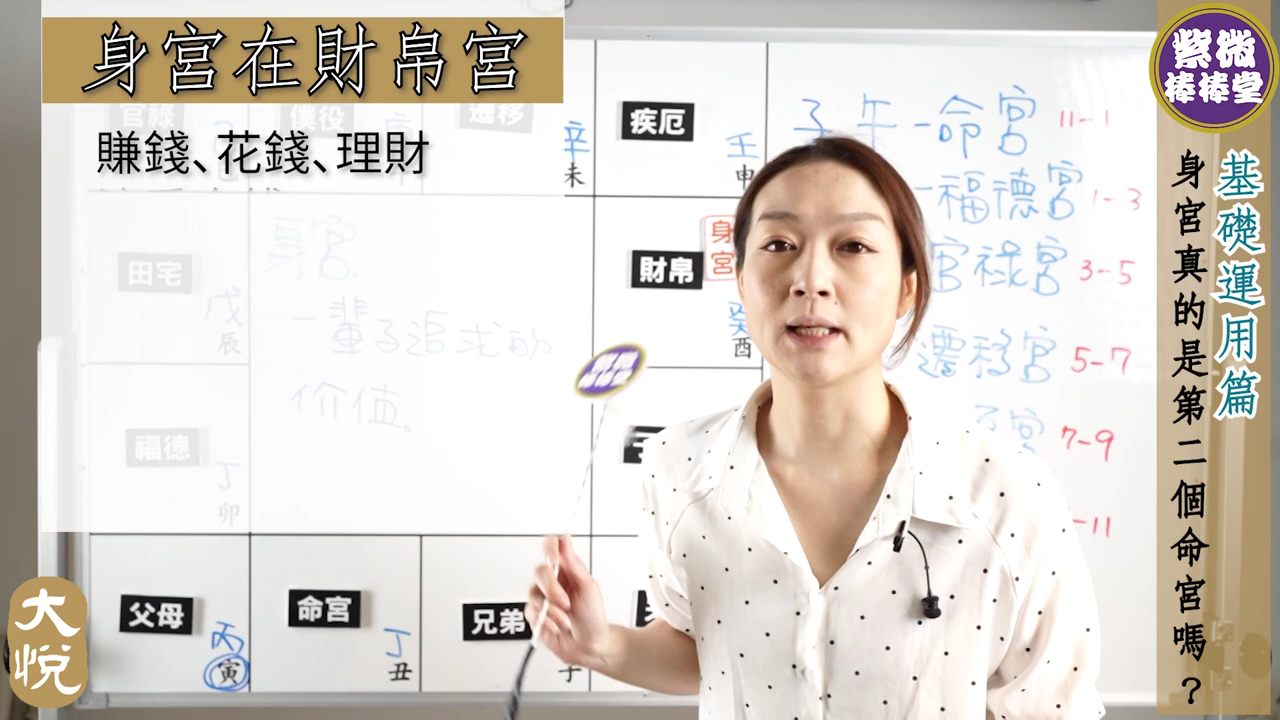 身宮在財帛宮
賺錢、花錢、理財
紫微
棒棒堂
基礎運用篇
身宮真的是第二個命宮嗎？
大悅
官祿
僕役
遷移
辛
未
疾厄
壬
申
田宅
戊
辰
財帛
身宮
癸
酉
福德
丁
卯
父母
丙
寅
命宮
丁
丑
兄弟
子
身宮
一輩子追求的
价值。
子午-命宮 11-1
-福德宮 1-3
官祿宮 3-5
遷移宮 5-7
宮 7-9
-11